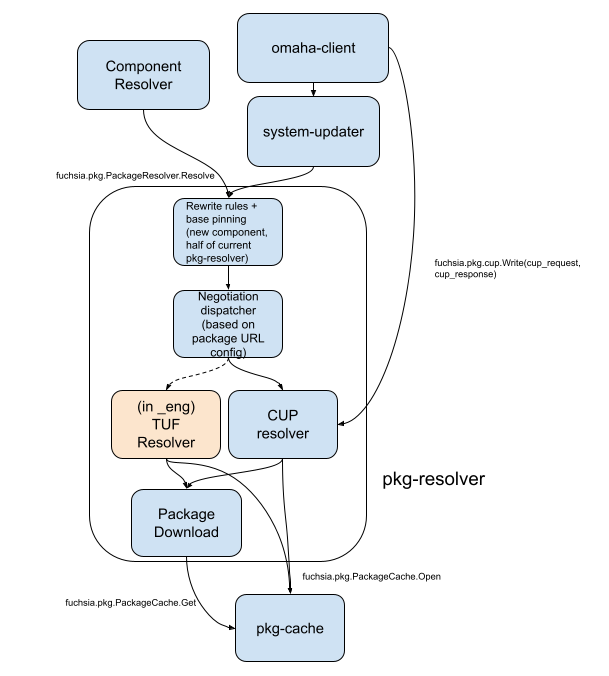 omaha-client
Component
Resolver
system-updater
fuchsia.pkg.PackageResolver.Resolve
Rewrite rules +
base pinning
(new component,
half of current
pkg-resolver)
fuchsia.pkg.cup.Write(cup_request,
cup_response)
Negotiation
dispatcher
(based on
package URL
config)
(in _eng)
TUF
Resolver
CUP
resolver
pkg-resolver
Package
Download
fuchsia.pkg.PackageCache.Open
fuchsia.pkg.PackageCache.Get
pkg-cache